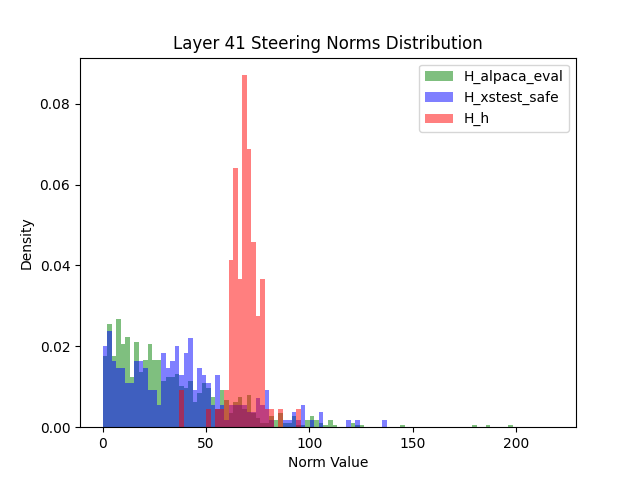 Layer 41 Steering Norms Distribution
H_alpaca_eval
H_xstest_safe
H_h
Density
0.08
0.06
0.04
0.02
0.00
0
50
100
150
200
Norm Value